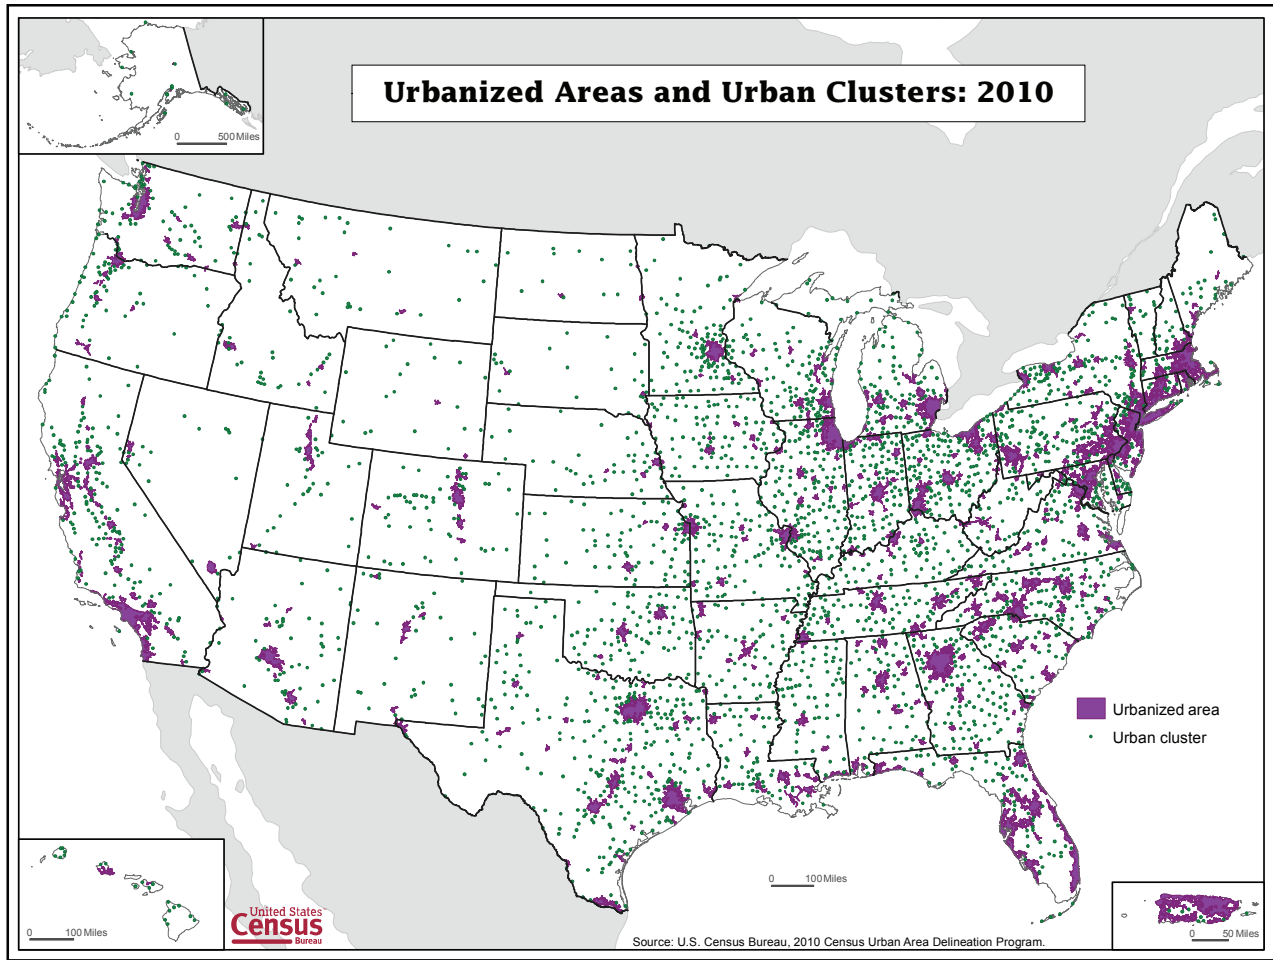 Urbanized Areas and Urban Clusters: 2010
0 500 Miles
Urbanized area
Urban cluster
0 100 Miles
0 100 Miles
United States™
Census
Bureau
0 50 Miles
Source: U.S. Census Bureau, 2010 Census Urban Area Delineation Program.